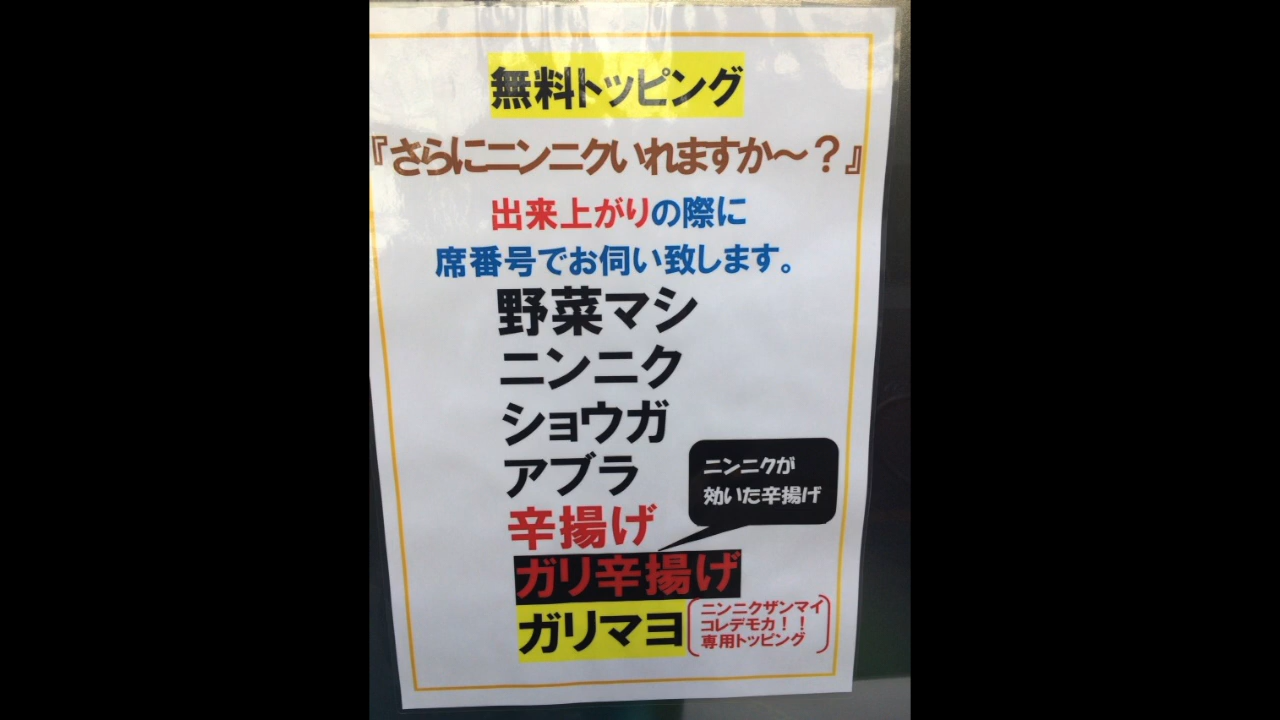 無料トッピング
『さらにニンニクいれますか～？』
出来上がりの際に
席番号でお伺い致します。
野菜マシ
ニンニク
ショウガ
アブラ
ニンニクが
効いた辛揚げ
辛揚げ
ガリ辛揚げ
ガリマヨ
ニンニクザンマイ
コレデモカ！！
専用トッピング